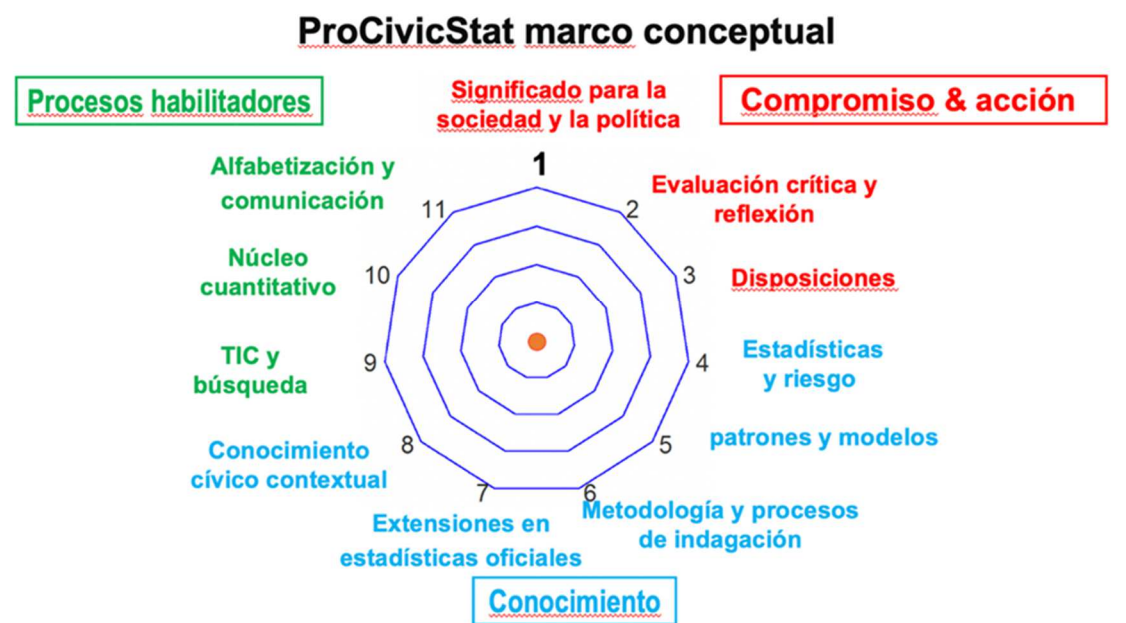 ProCivicStat marco conceptual
Procesos habilitadores
Significado para la
sociedad y la política
Compromiso & acción
1
Alfabetización y
comunicación
11
2
Evaluación crítica y
reflexión
Núcleo
cuantitativo
10
3
Disposiciones
TIC y
búsqueda
9
4
Estadísticas
y riesgo
Conocimiento
cívico contextual
8
5
patrones y modelos
7
6
Extensiones en
estadísticas oficiales
Metodología y procesos
de indagación
Conocimiento